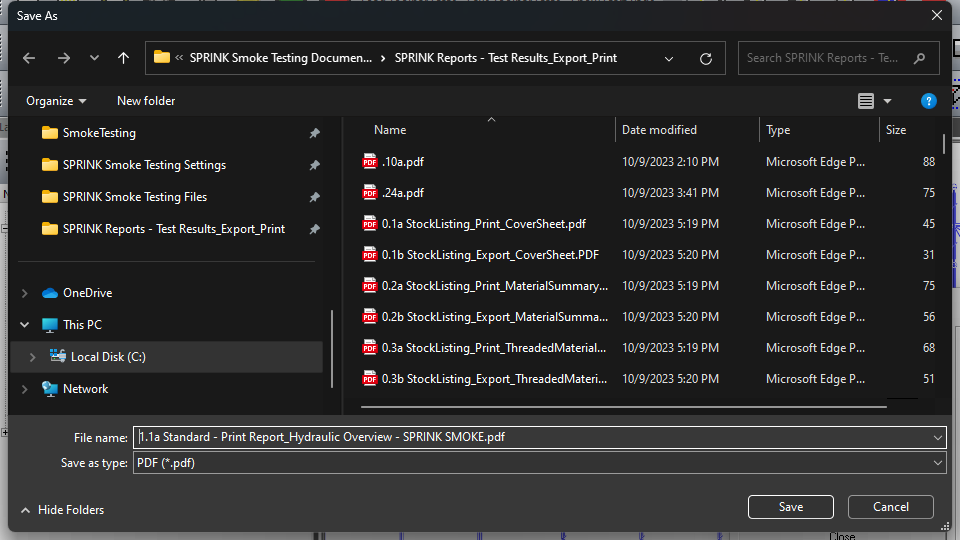 Save As
« SPRINK Smoke Testing Documen... > SPRINK Reports - Test Results_Export_Print
Search SPRINK Reports - Te...
Organize
New folder
?
SmokeTesting
SPRINK Smoke Testing Settings
SPRINK Smoke Testing Files
SPRINK Reports - Test Results_Export_Print
OneDrive
This PC
Local Disk (C:)
Network
Name Date modified Type Size
PDF .10a.pdf 10/9/2023 2:10 PM Microsoft Edge P... 88
PDF .24a.pdf 10/9/2023 3:41 PM Microsoft Edge P... 75
PDF 0.1a StockListing_Print_CoverSheet.pdf 10/9/2023 5:19 PM Microsoft Edge P... 45
PDF 0.1b StockListing_Export_CoverSheet.PDF 10/9/2023 5:20 PM Microsoft Edge P... 31
PDF 0.2a StockListing_Print_MaterialSummary... 10/9/2023 5:19 PM Microsoft Edge P... 75
PDF 0.2b StockListing_Export_MaterialSumma... 10/9/2023 5:20 PM Microsoft Edge P... 56
PDF 0.3a StockListing_Print_ThreadedMaterial... 10/9/2023 5:19 PM Microsoft Edge P... 68
PDF 0.3b StockListing_Export_ThreadedMateri... 10/9/2023 5:20 PM Microsoft Edge P... 51
File name: 1.1a Standard - Print Report_Hydraulic Overview - SPRINK SMOKE.pdf
Save as type: PDF (*.pdf)
Hide Folders
Save
Cancel
Close